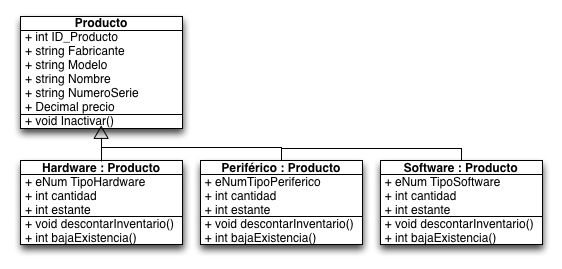 Producto
+ int ID_Producto
+ string Fabricante
+ string Modelo
+ string Nombre
+ string NumeroSerie
+ Decimal precio
+ void Inactivar()
Hardware : Producto
+ eNum TipoHardware
+ int cantidad
+ int estante
+ void descontarInventario()
+ int bajaExistencia()
Periférico : Producto
+ eNumTipoPeriferico
+ int cantidad
+ int estante
+ void descontarInventario()
+ int bajaExistencia()
Software : Producto
+ eNum TipoSoftware
+ int cantidad
+ int estante
+ void descontarInventario()
+ int bajaExistencia()